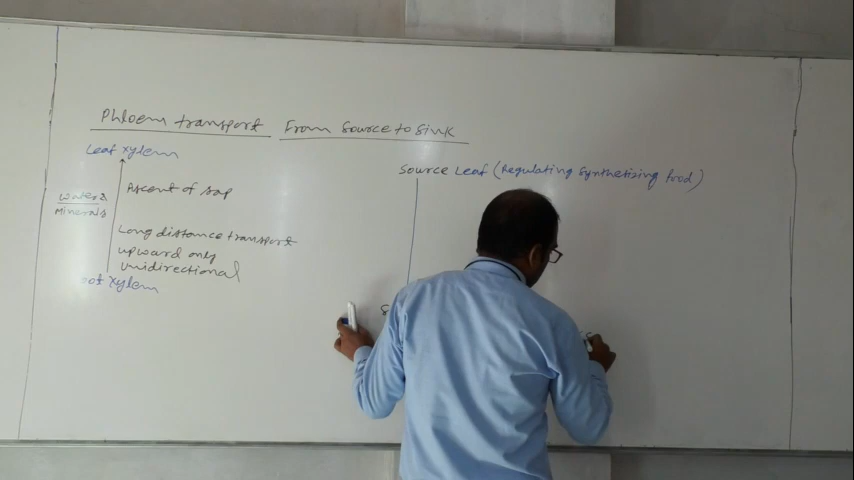 Phloem transport From Source to Sink
Leaf xylem
Source Leaf (Regulating Synthesizing food)
Water &
Minerals
Ascent of sap
Long distance transport
upward only
unidirectional
oot xylem
S